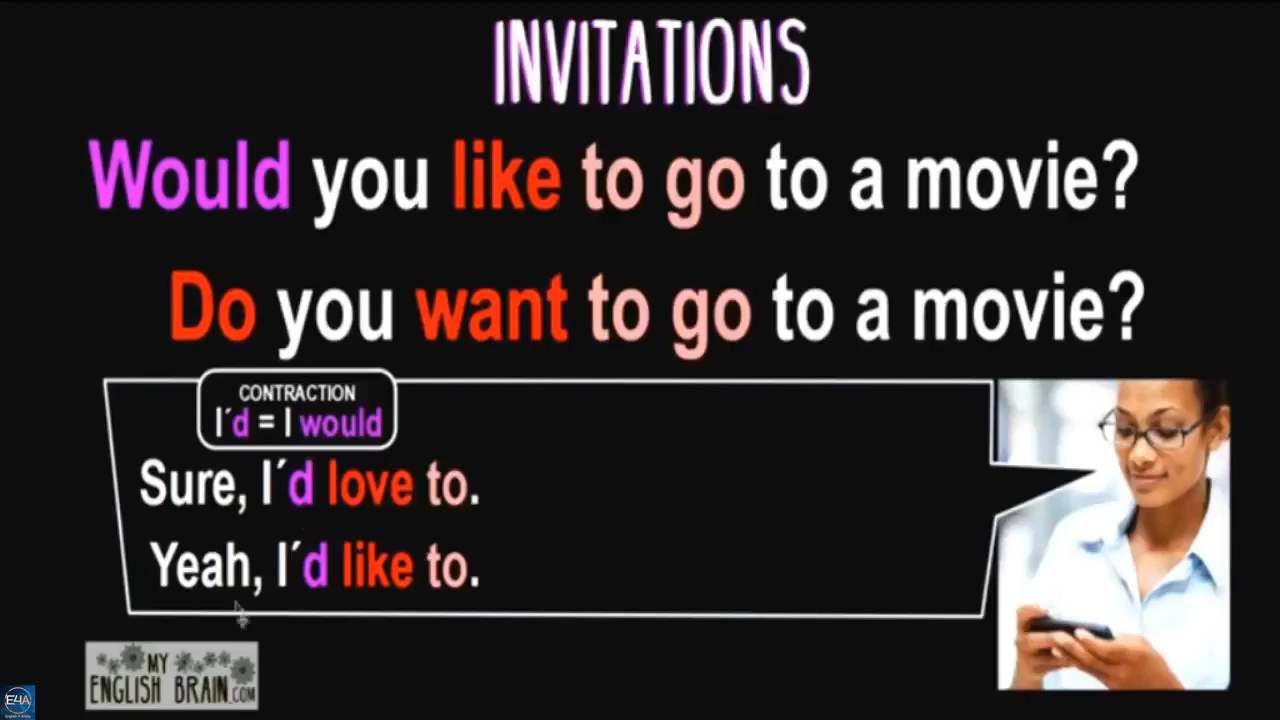 INVITATIONS
Would you like to go to a movie?
Do you want to go to a movie?
CONTRACTION
I´d = I would
Sure, I´d love to.
Yeah, I´d like to.
MY
ENGLISH BRAIN.COM
E4A